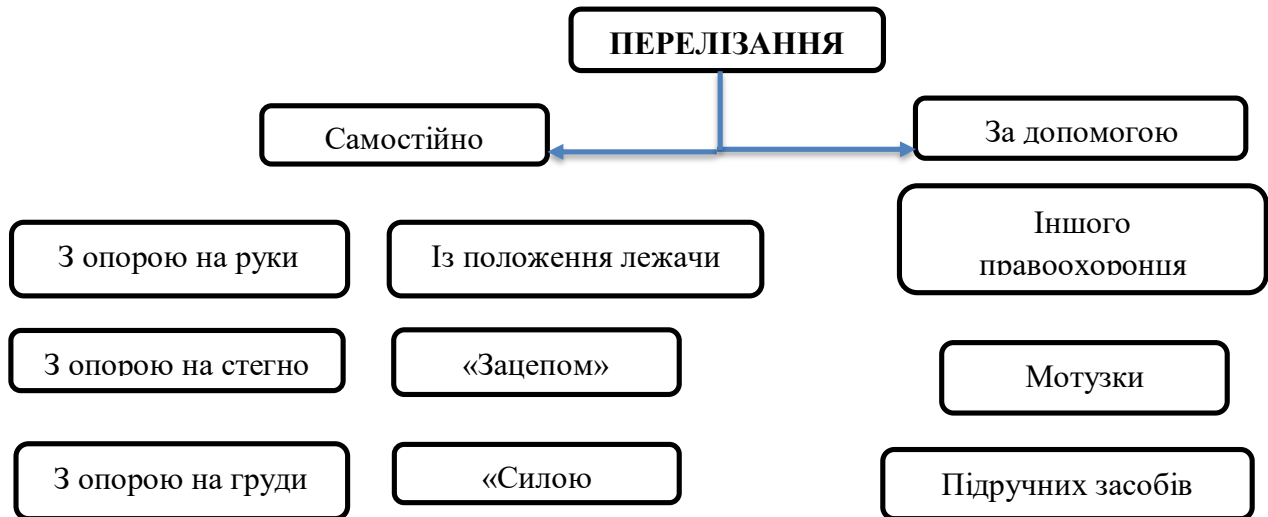 ПЕРЕЛІЗАННЯ
Самостійно
За допомогою
З опорою на руки
Із положення лежачи
Іншого
правоохоронця
З опорою на стегно
«Зацепом»
Мотузки
З опорою на груди
«Силою
Підручних засобів